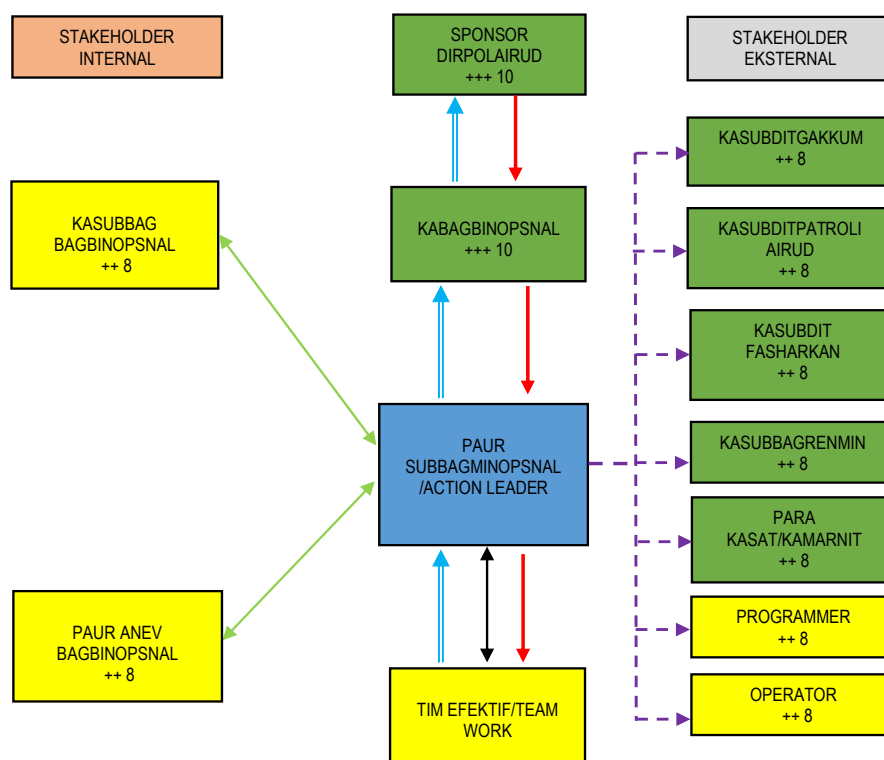 STAKEHOLDER
INTERNAL
SPONSOR
DIRPOLAIRUD
+++ 10
STAKEHOLDER
EKSTERNAL
KASUBDITGAKKUM
++ 8
KASUBBAG
BAGBINOPSNAL
++ 8
KABAGBINOPSNAL
+++ 10
KASUBDITPATROLI
AIRUD
++ 8
KASUBDIT
FASHARKAN
++ 8
PAUR
SUBBAGMINOPSNAL
/ACTION LEADER
KASUBBAGRENMIN
++ 8
PARA
KASAT/KAMARNIT
++ 8
PAUR ANEV
BAGBINOPSNAL
++ 8
PROGRAMMER
++ 8
TIM EFEKTIF/TEAM
WORK
OPERATOR
++ 8